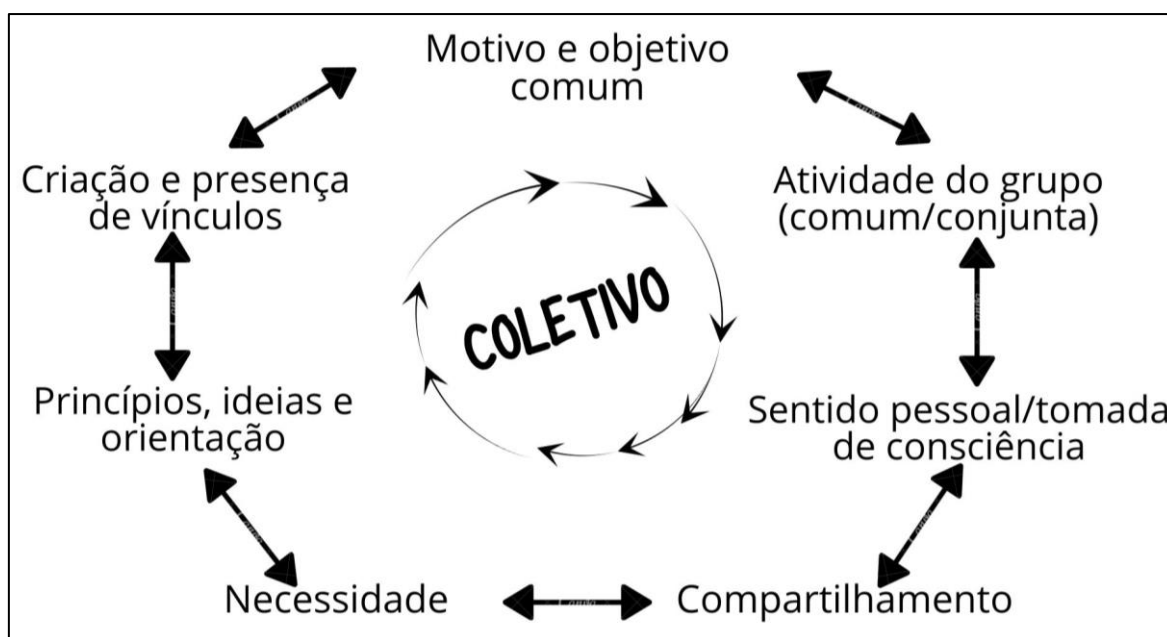 Motivo e objetivo
comum
Criação e presença
de vínculos
Atividade do grupo
(comum/conjunta)
COLETIVO
Princípios, ideias e
orientação
Sentido pessoal/tomada
de consciência
Necessidade
Compartilhamento